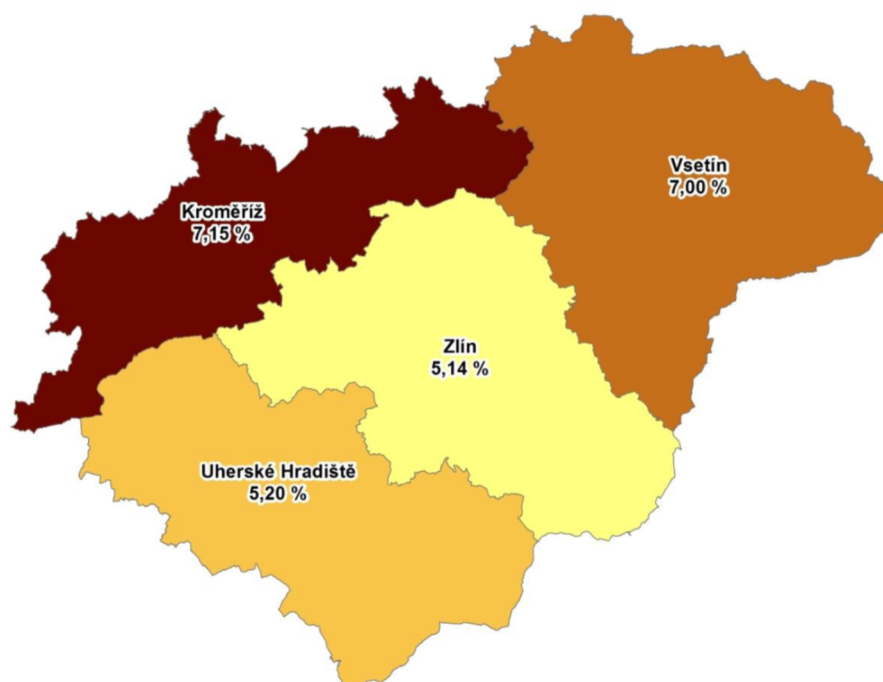 Vsetín
7,00 %
Kroměříž
7,15 %
Zlín
5,14 %
Uherské Hradiště
5,20 %